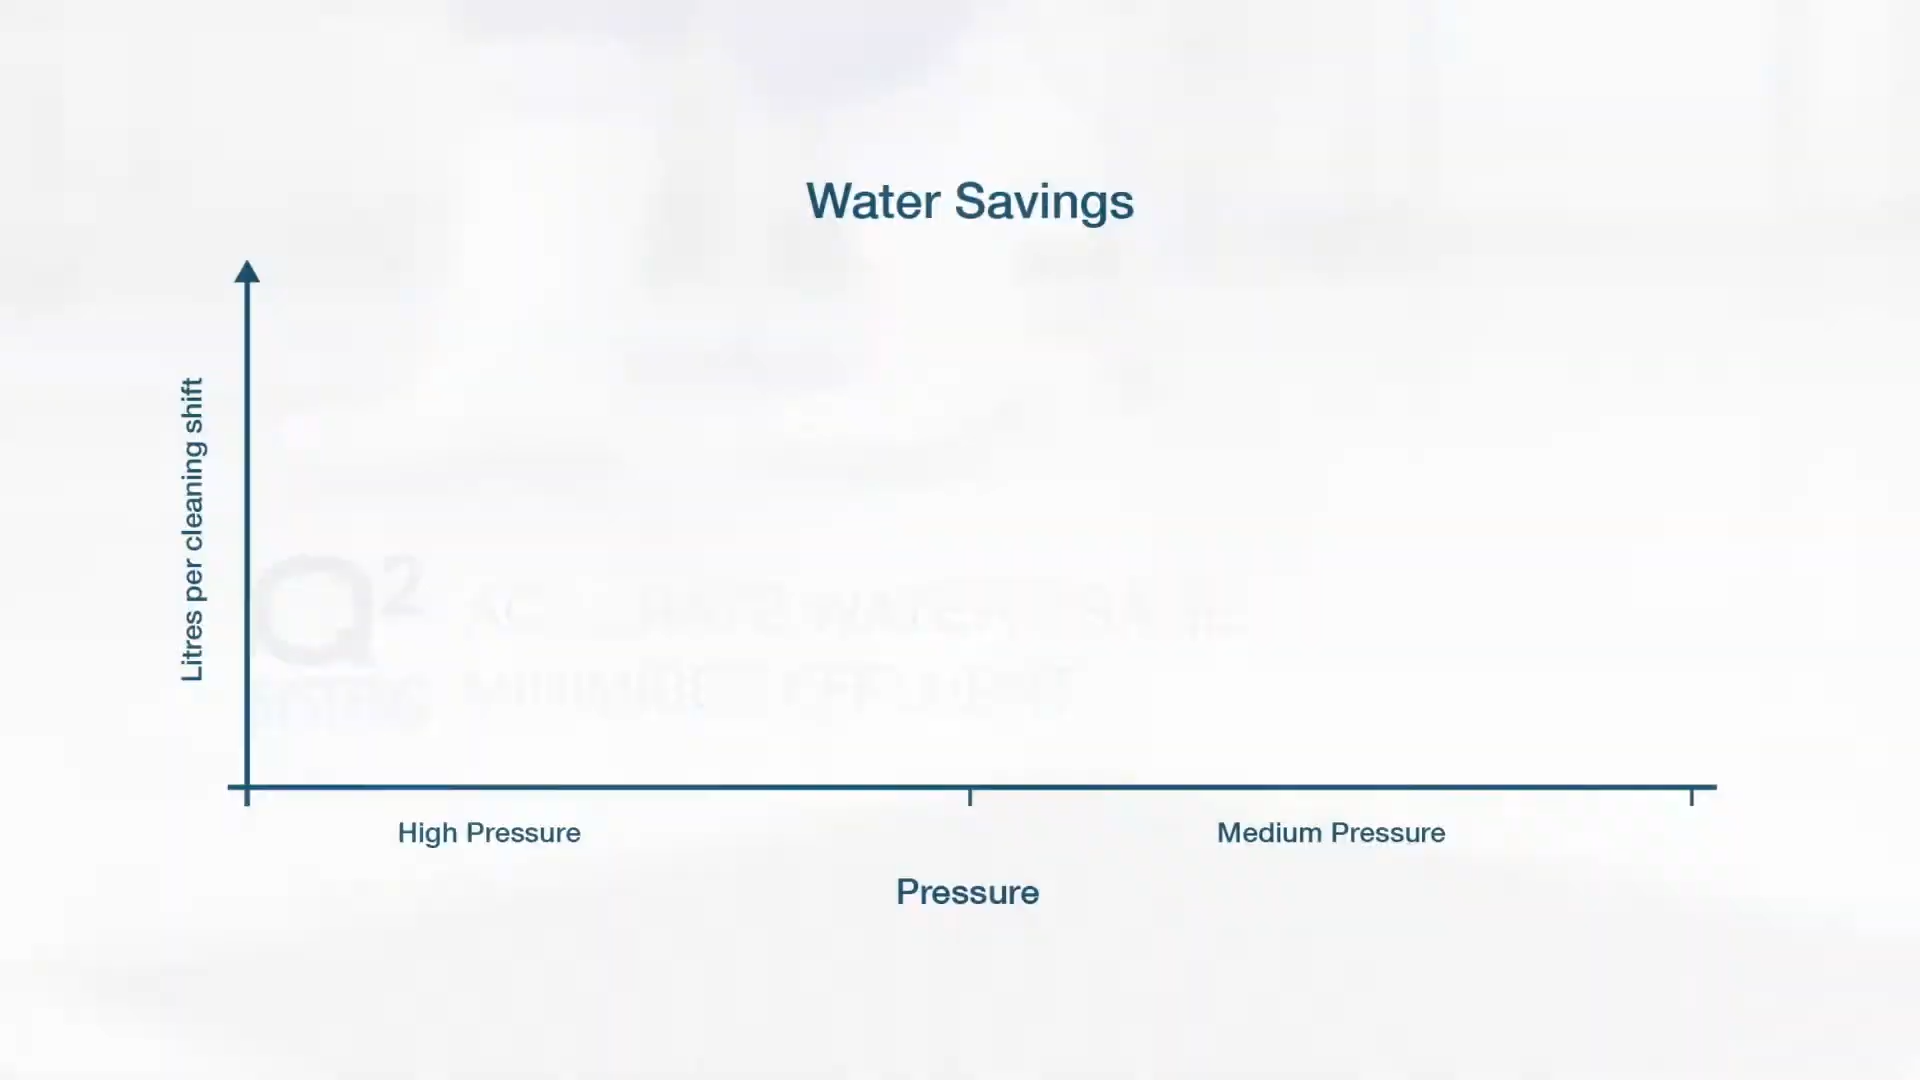 Water Savings
Litres per cleaning shift
High Pressure
Medium Pressure
Pressure